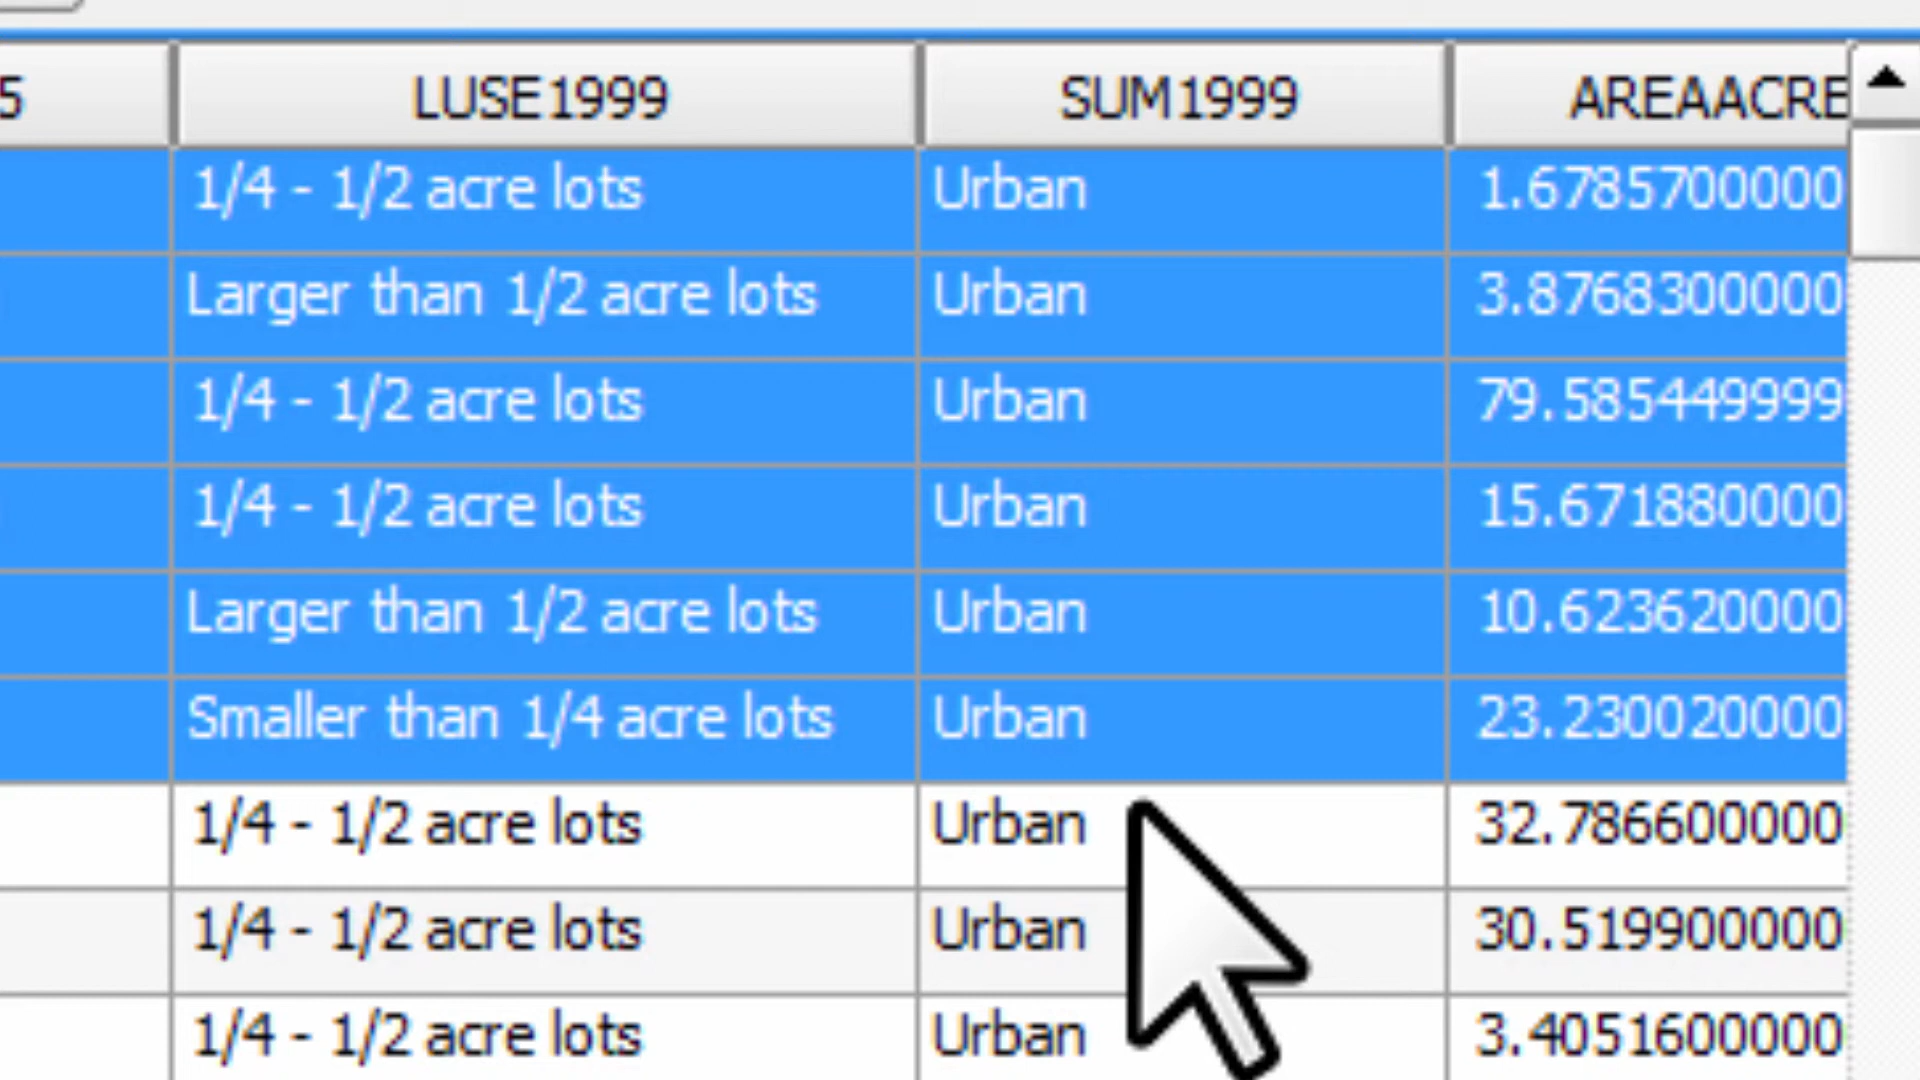 5 LUSE1999 SUM1999 AREAACRE
1/4 - 1/2 acre lots Urban 1.6785700000
Larger than 1/2 acre lots Urban 3.8768300000
1/4 - 1/2 acre lots Urban 79.585449999
1/4 - 1/2 acre lots Urban 15.671880000
Larger than 1/2 acre lots Urban 10.623620000
Smaller than 1/4 acre lots Urban 23.230020000
1/4 - 1/2 acre lots Urban 32.786600000
1/4 - 1/2 acre lots Urban 30.519900000
1/4 - 1/2 acre lots Urban 3.4051600000